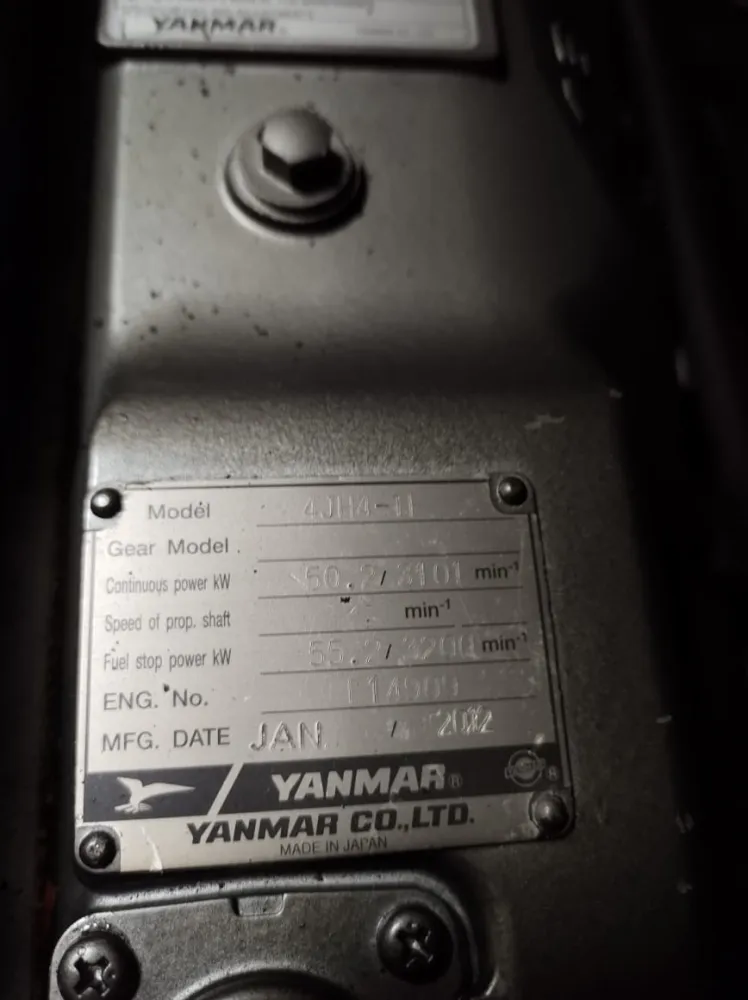 YANMAR®
Model 4JH4-
Gear Model
Continuous power kW 50.2/3101 min-1
Speed of prop. shaft min-1
Fuel stop power kW 55.2/3200 min-1
ENG. No.
MFG. DATE JAN /
YANMAR®
YANMAR CO.,LTD.
MADE IN JAPAN